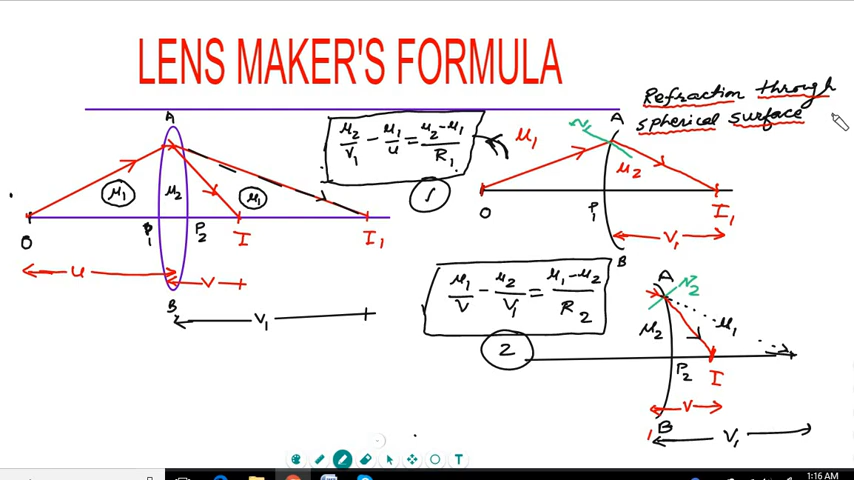 LENS MAKER'S FORMULA
Refraction through
spherical surface
A
μ₂/v₁ - μ₁/u = μ₂-μ₁/R₁
1
μ₁
N₁
A
μ₂
O
P₁
I₁
v₁
B
μ₁
μ₂
μ₁
O
P₁
P₂
I
I₁
u
v
B
v₁
μ₁/v - μ₂/v₁ = μ₁-μ₂/R₂
2
A
N₂
μ₂
μ₁
P₂
I
v
B
v₁
T
1:16 AM